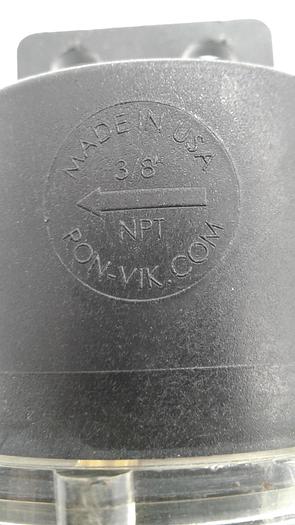 MADE IN USA
3/8"
NPT
RON-VIK.COM